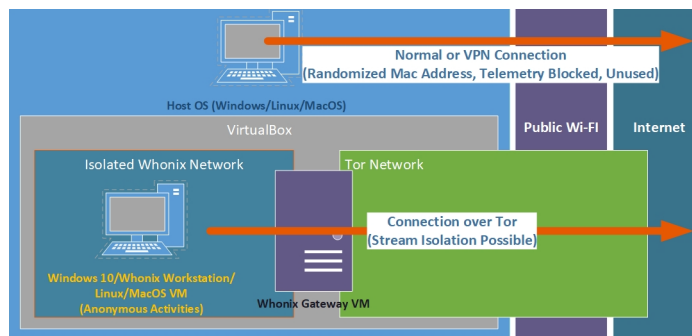 Normal or VPN Connection
(Randomized Mac Address, Telemetry Blocked, Unused)
Host OS (Windows/Linux/MacOS)
VirtualBox
Public Wi-FI
Internet
Isolated Whonix Network
Tor Network
Connection over Tor
(Stream Isolation Possible)
Windows 10/Whonix Workstation/
Linux/MacOS VM
(Anonymous Activities)
Whonix Gateway VM